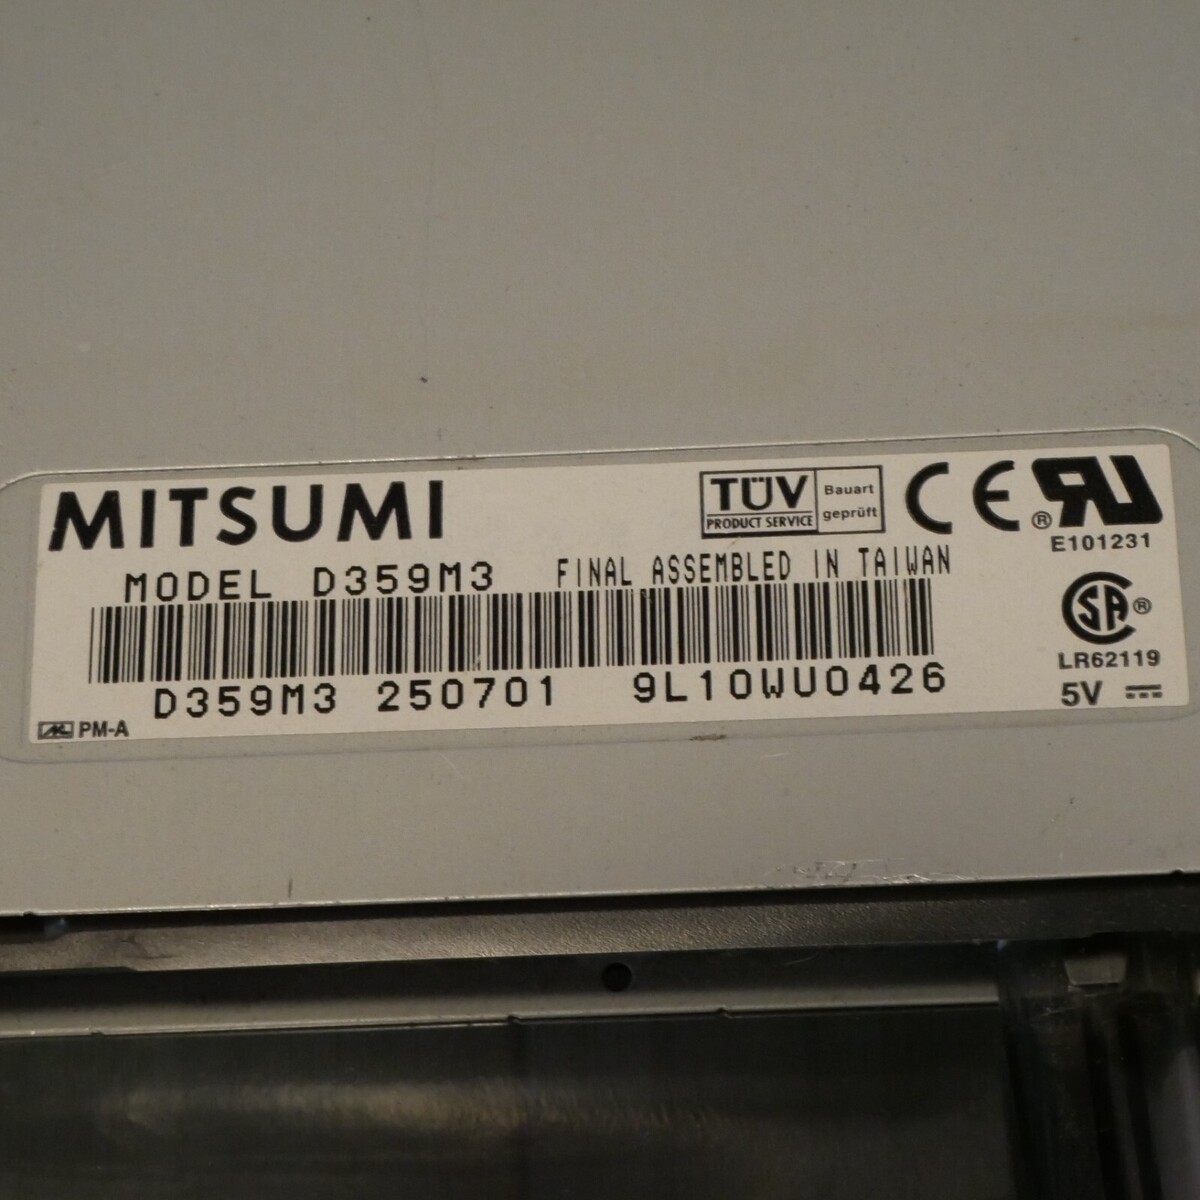 MITSUMI
TÜV
PRODUCT SERVICE
Bauart
geprüft
CE
®
E101231
MODEL D359M3 FINAL ASSEMBLED IN TAIWAN
SA ®
LR62119
D359M3 250701 9L10WU0426
5V
PM-A